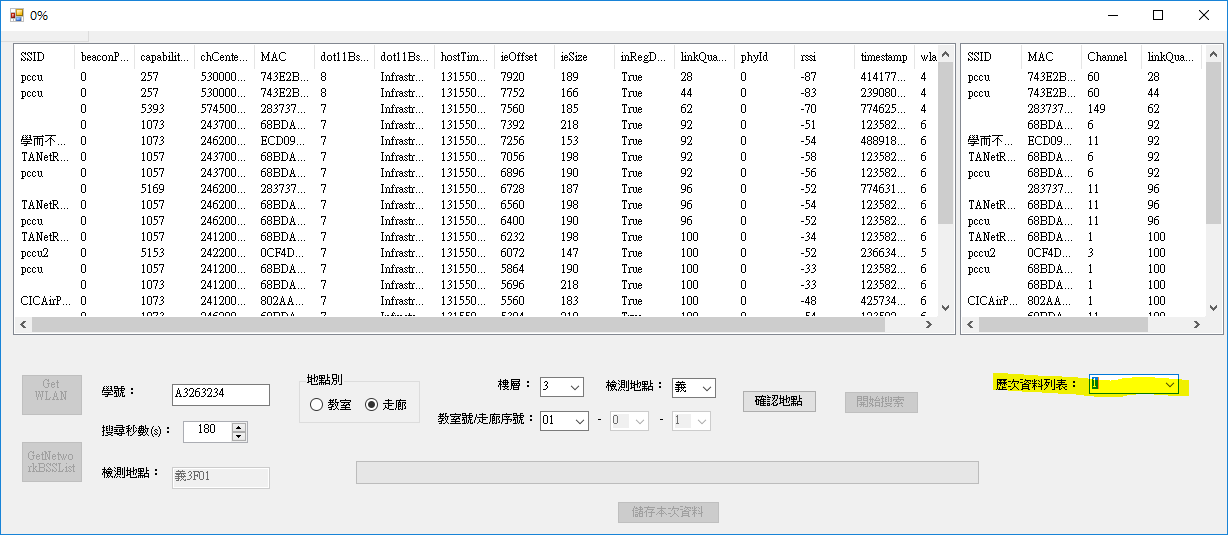 0%
SSID beaconP... capabilit... chCente... MAC dot11Bs... dot11Bs... hostTim... ieOffset ieSize inRegD... linkQua... phyId rssi timestamp wla
pccu 0 257 530000... 743E2B... 8 Infrastr... 131550... 7920 189 True 28 0 -87 414177... 4
pccu 0 257 530000... 743E2B... 8 Infrastr... 131550... 7752 166 True 44 0 -83 239080... 4
0 5393 574500... 283737... 7 Infrastr... 131550... 7560 185 True 62 0 -70 774625... 4
0 1073 243700... 68BDA... 7 Infrastr... 131550... 7392 218 True 92 0 -51 123582... 6
學而不... 0 1073 246200... ECD09... 7 Infrastr... 131550... 7256 153 True 92 0 -54 488918... 6
TANetR... 0 1057 243700... 68BDA... 7 Infrastr... 131550... 7056 198 True 92 0 -58 123582... 6
pccu 0 1057 243700... 68BDA... 7 Infrastr... 131550... 6896 190 True 92 0 -56 123582... 6
0 5169 246200... 283737... 7 Infrastr... 131550... 6728 187 True 96 0 -52 774631... 6
TANetR... 0 1057 246200... 68BDA... 7 Infrastr... 131550... 6560 198 True 96 0 -54 123582... 6
pccu 0 1057 246200... 68BDA... 7 Infrastr... 131550... 6400 190 True 96 0 -52 123582... 6
TANetR... 0 1057 241200... 68BDA... 7 Infrastr... 131550... 6232 198 True 100 0 -34 123582... 6
pccu2 0 5153 242200... 0CF4D... 7 Infrastr... 131550... 6072 147 True 100 0 -52 236634... 5
pccu 0 1057 241200... 68BDA... 7 Infrastr... 131550... 5864 190 True 100 0 -33 123582... 6
0 1073 241200... 68BDA... 7 Infrastr... 131550... 5696 218 True 100 0 -33 123582... 6
CICAirP... 0 1073 241200... 802AA... 7 Infrastr... 131550... 5560 183 True 100 0 -48 425734... 6
SSID MAC Channel linkQua...
pccu 743E2B... 60 28
pccu 743E2B... 60 44
283737... 149 62
68BDA... 6 92
學而不... ECD09... 11 92
TANetR... 68BDA... 6 92
pccu 68BDA... 6 92
283737... 11 96
TANetR... 68BDA... 11 96
pccu 68BDA... 11 96
TANetR... 68BDA... 1 100
pccu2 0CF4D... 3 100
pccu 68BDA... 1 100
68BDA... 1 100
CICAirP... 802AA... 1 100
Get
WLAN
學號： A3263234
搜尋秒數(s)： 180
GetNetwo
rkBSSList
檢測地點： 義3F01
地點別
教室 走廊
樓層： 3 檢測地點： 義
教室號/走廊序號： 01 - 0 - 1
確認地點
開始搜索
歷次資料列表： 1
儲存本次資料